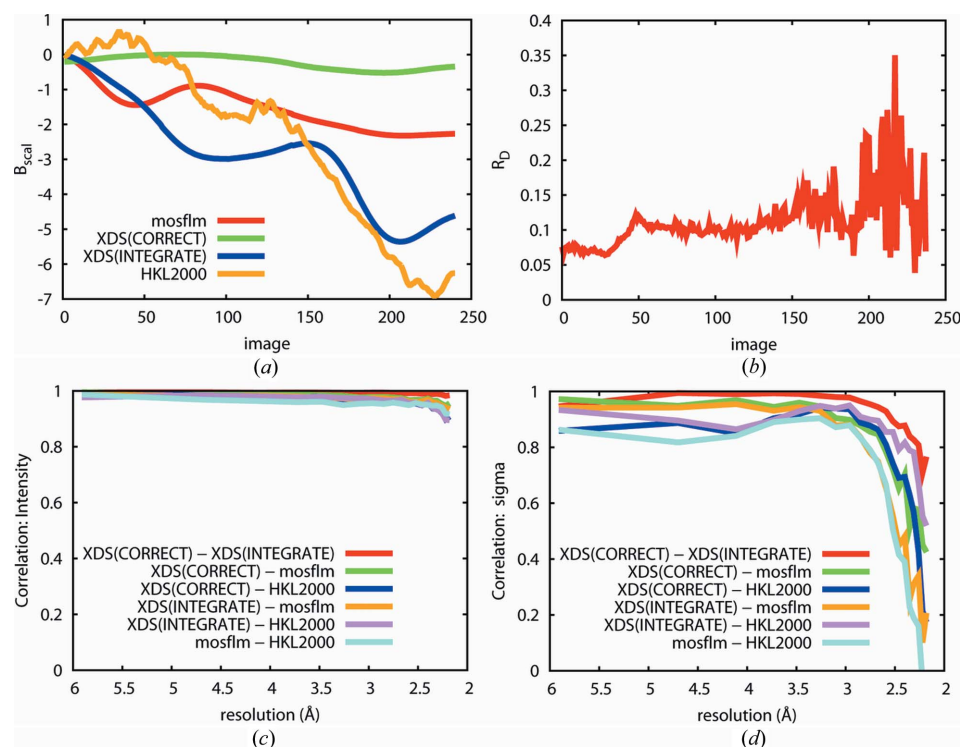 0
-1
-2
-3
-4
-5
-6
-7
B_scal
mosflm
XDS(CORRECT)
XDS(INTEGRATE)
HKL2000
0 50 100 150 200 250
image
(a)
0.4
0.35
0.3
0.25
0.2
0.15
0.1
0.05
0
R_D
0 50 100 150 200 250
image
(b)
1
0.8
0.6
0.4
0.2
0
Correlation: Intensity
XDS(CORRECT) – XDS(INTEGRATE)
XDS(CORRECT) – mosflm
XDS(CORRECT) – HKL2000
XDS(INTEGRATE) – mosflm
XDS(INTEGRATE) – HKL2000
mosflm – HKL2000
6 5.5 5 4.5 4 3.5 3 2.5 2
resolution (Å)
(c)
1
0.8
0.6
0.4
0.2
0
Correlation: sigma
XDS(CORRECT) – XDS(INTEGRATE)
XDS(CORRECT) – mosflm
XDS(CORRECT) – HKL2000
XDS(INTEGRATE) – mosflm
XDS(INTEGRATE) – HKL2000
mosflm – HKL2000
6 5.5 5 4.5 4 3.5 3 2.5 2
resolution (Å)
(d)